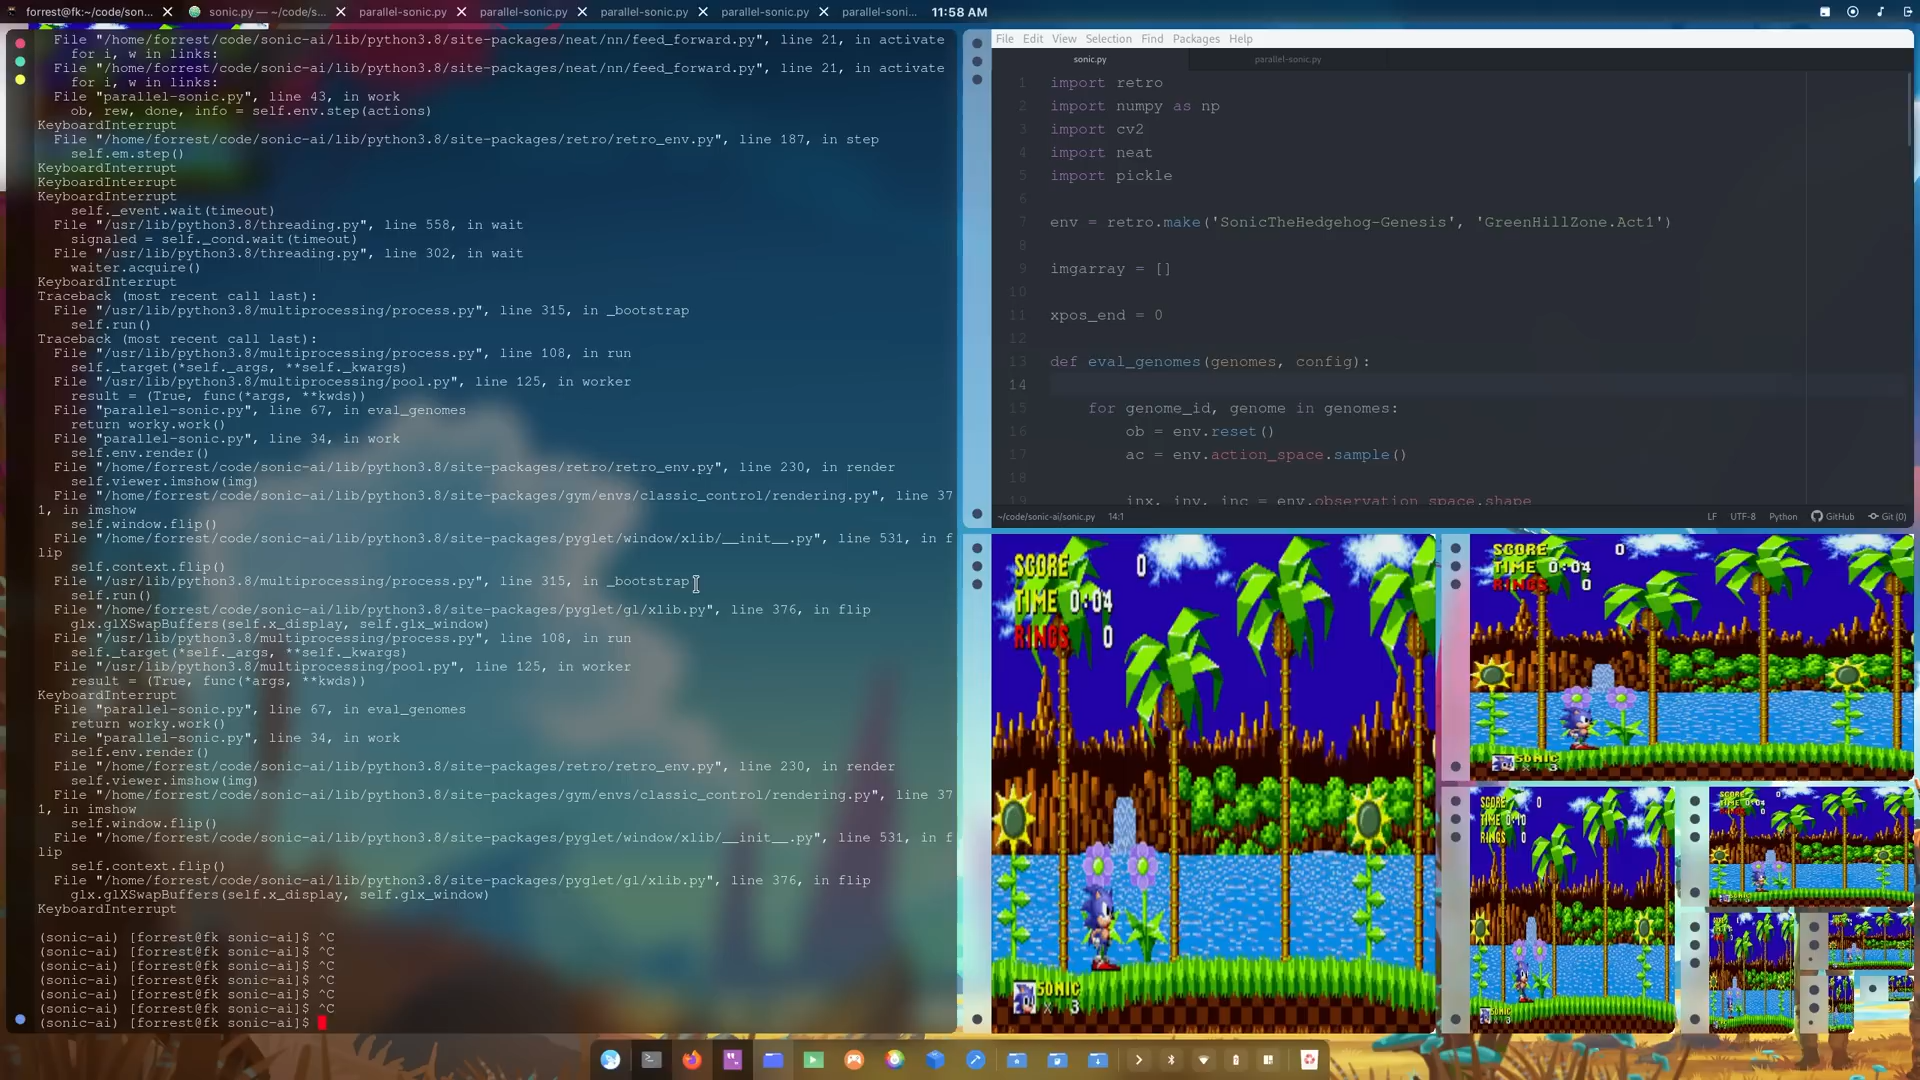 forrest@fk:~/code/son...
sonic.py — ~/code/s...
parallel-sonic.py
parallel-sonic.py
parallel-sonic.py
parallel-sonic.py
parallel-soni...
11:58 AM
File "/home/forrest/code/sonic-ai/lib/python3.8/site-packages/neat/nn/feed_forward.py", line 21, in activate
for i, w in links:
File "/home/forrest/code/sonic-ai/lib/python3.8/site-packages/neat/nn/feed_forward.py", line 21, in activate
for i, w in links:
File "parallel-sonic.py", line 43, in work
ob, rew, done, info = self.env.step(actions)
KeyboardInterrupt
File "/home/forrest/code/sonic-ai/lib/python3.8/site-packages/retro/retro_env.py", line 187, in step
self.em.step()
KeyboardInterrupt
KeyboardInterrupt
KeyboardInterrupt
self._event.wait(timeout)
File "/usr/lib/python3.8/threading.py", line 558, in wait
signaled = self._cond.wait(timeout)
File "/usr/lib/python3.8/threading.py", line 302, in wait
waiter.acquire()
KeyboardInterrupt
Traceback (most recent call last):
File "/usr/lib/python3.8/multiprocessing/process.py", line 315, in _bootstrap
self.run()
Traceback (most recent call last):
File "/usr/lib/python3.8/multiprocessing/process.py", line 108, in run
self._target(*self._args, **self._kwargs)
File "/usr/lib/python3.8/multiprocessing/pool.py", line 125, in worker
result = (True, func(*args, **kwds))
File "parallel-sonic.py", line 67, in eval_genomes
return worky.work()
File "parallel-sonic.py", line 34, in work
self.env.render()
File "/home/forrest/code/sonic-ai/lib/python3.8/site-packages/retro/retro_env.py", line 230, in render
self.viewer.imshow(img)
File "/home/forrest/code/sonic-ai/lib/python3.8/site-packages/gym/envs/classic_control/rendering.py", line 37
1, in imshow
self.window.flip()
File "/home/forrest/code/sonic-ai/lib/python3.8/site-packages/pyglet/window/xlib/__init__.py", line 531, in f
lip
self.context.flip()
File "/usr/lib/python3.8/multiprocessing/process.py", line 315, in _bootstrap
self.run()
File "/home/forrest/code/sonic-ai/lib/python3.8/site-packages/pyglet/gl/xlib.py", line 376, in flip
glx.glXSwapBuffers(self.x_display, self.glx_window)
File "/usr/lib/python3.8/multiprocessing/process.py", line 108, in run
self._target(*self._args, **self._kwargs)
File "/usr/lib/python3.8/multiprocessing/pool.py", line 125, in worker
result = (True, func(*args, **kwds))
KeyboardInterrupt
File "parallel-sonic.py", line 67, in eval_genomes
return worky.work()
File "parallel-sonic.py", line 34, in work
self.env.render()
File "/home/forrest/code/sonic-ai/lib/python3.8/site-packages/retro/retro_env.py", line 230, in render
self.viewer.imshow(img)
File "/home/forrest/code/sonic-ai/lib/python3.8/site-packages/gym/envs/classic_control/rendering.py", line 37
1, in imshow
self.window.flip()
File "/home/forrest/code/sonic-ai/lib/python3.8/site-packages/pyglet/window/xlib/__init__.py", line 531, in f
lip
self.context.flip()
File "/home/forrest/code/sonic-ai/lib/python3.8/site-packages/pyglet/gl/xlib.py", line 376, in flip
glx.glXSwapBuffers(self.x_display, self.glx_window)
KeyboardInterrupt
(sonic-ai) [forrest@fk sonic-ai]$ ^C
(sonic-ai) [forrest@fk sonic-ai]$ ^C
(sonic-ai) [forrest@fk sonic-ai]$ ^C
(sonic-ai) [forrest@fk sonic-ai]$ ^C
(sonic-ai) [forrest@fk sonic-ai]$ ^C
(sonic-ai) [forrest@fk sonic-ai]$ ^C
(sonic-ai) [forrest@fk sonic-ai]$
File Edit View Selection Find Packages Help
sonic.py
parallel-sonic.py
1 import retro
2 import numpy as np
3 import cv2
4 import neat
5 import pickle
6
7 env = retro.make('SonicTheHedgehog-Genesis', 'GreenHillZone.Act1')
8
9 imgarray = []
10
11 xpos_end = 0
12
13 def eval_genomes(genomes, config):
14
15 for genome_id, genome in genomes:
16 ob = env.reset()
17 ac = env.action_space.sample()
18
19 inx, iny, inc = env.observation_space.shape
~/code/sonic-ai/sonic.py 14:1
LF UTF-8 Python GitHub Git (0)
SCORE 0
TIME 0:04
RINGS 0
SONIC
X 3
SCORE 0
TIME 0:04
RINGS 0
SONIC
X 3
SCORE 0
TIME 0:10
RINGS 0
SCORE 0
TIME 0:04
RINGS 0